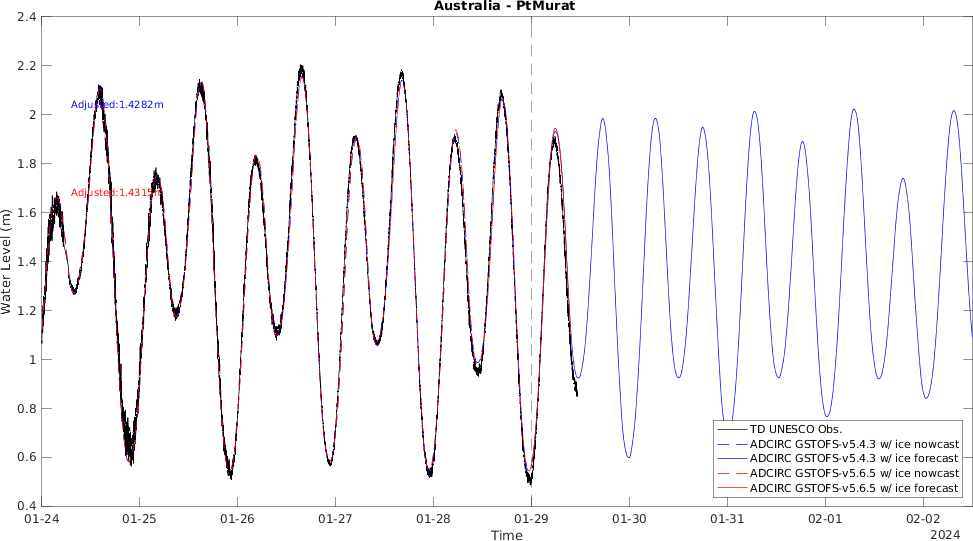 Australia - PtMurat
2.4
2.2
2
1.8
1.6
1.4
1.2
1
0.8
0.6
0.4
Water Level (m)
Adjusted:1.4282m
Adjusted:1.4315m
TD UNESCO Obs.
ADCIRC GSTOFS-v5.4.3 w/ ice nowcast
ADCIRC GSTOFS-v5.4.3 w/ ice forecast
ADCIRC GSTOFS-v5.6.5 w/ ice nowcast
ADCIRC GSTOFS-v5.6.5 w/ ice forecast
01-24 01-25 01-26 01-27 01-28 01-29 01-30 01-31 02-01 02-02
Time
2024